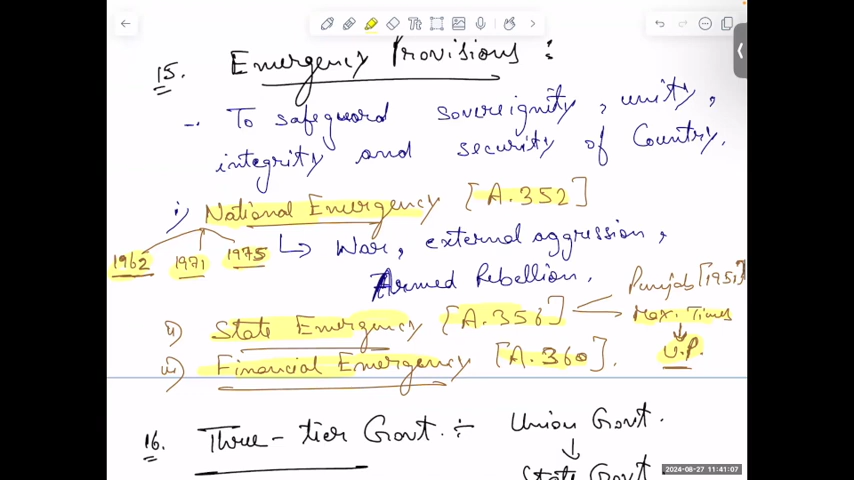 15. Emergency Provisions :
- To safeguard sovereignity, unity,
integrity and security of Country.
i) National Emergency [A.352]
1962 1971 1975 ↳ War, external aggression,
Armed Rebellion.
Punjab [1951]
ii) State Emergency [A.356] Max. Times
↓
iii) Financial Emergency [A.360]. U.P.
16. Three-tier Govt. ÷ Union Govt.
↓
State Govt
2024-08-27 11:41:07